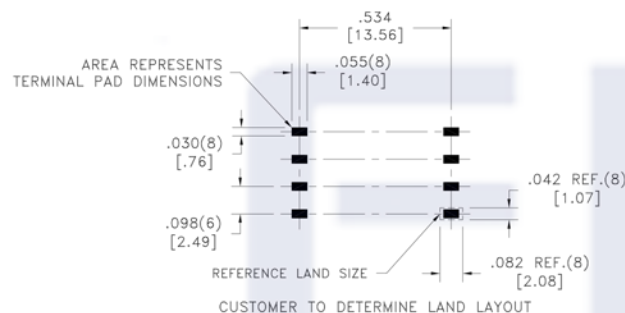 .534
[13.56]
AREA REPRESENTS
TERMINAL PAD DIMENSIONS
.055(8)
[1.40]
.030(8)
[.76]
.042 REF.(8)
[1.07]
.098(6)
[2.49]
.082 REF.(8)
[2.08]
REFERENCE LAND SIZE
CUSTOMER TO DETERMINE LAND LAYOUT